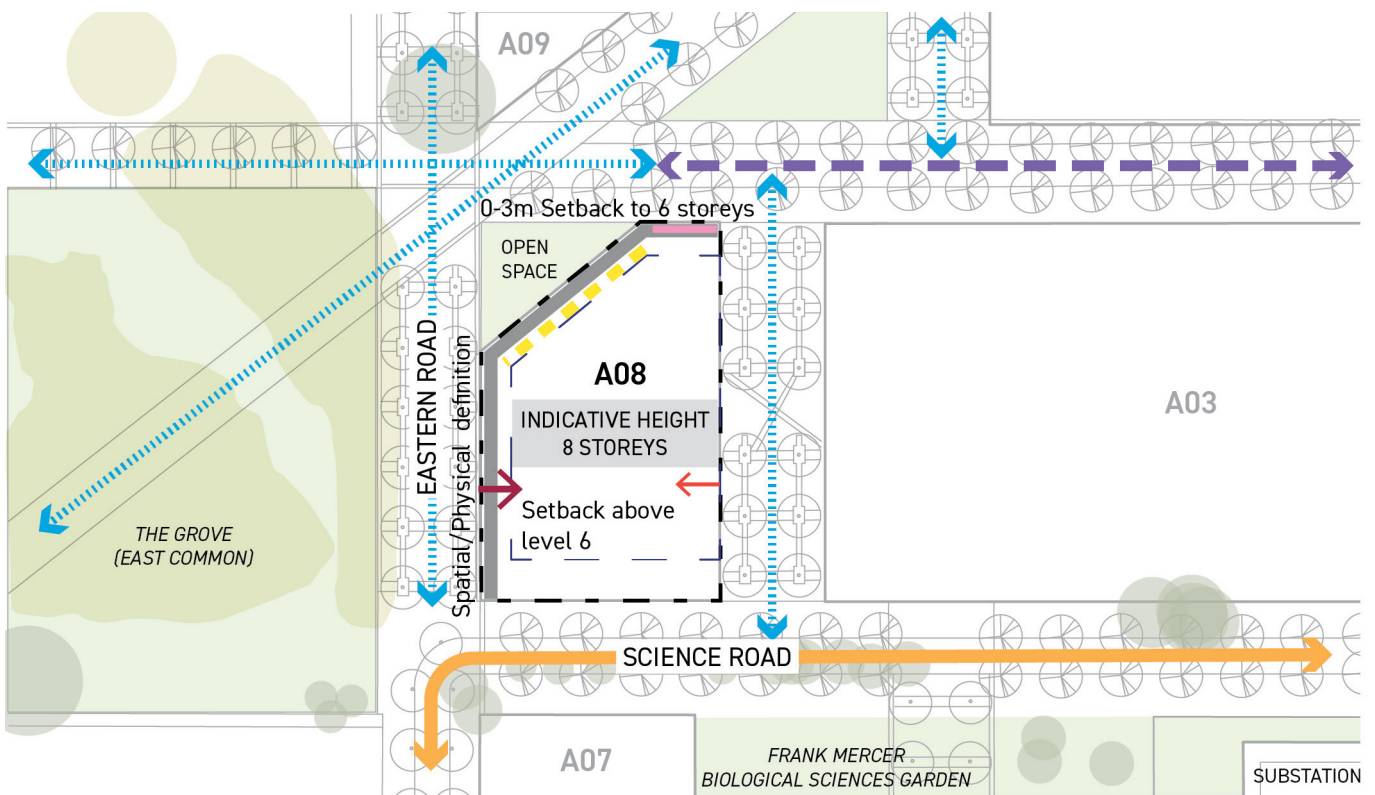 A09
0-3m Setback to 6 storeys
OPEN
SPACE
EASTERN ROAD
Spatial/Physical definition
A08
INDICATIVE HEIGHT
8 STOREYS
A03
Setback above
level 6
THE GROVE
(EAST COMMON)
SCIENCE ROAD
A07
FRANK MERCER
BIOLOGICAL SCIENCES GARDEN
SUBSTATION